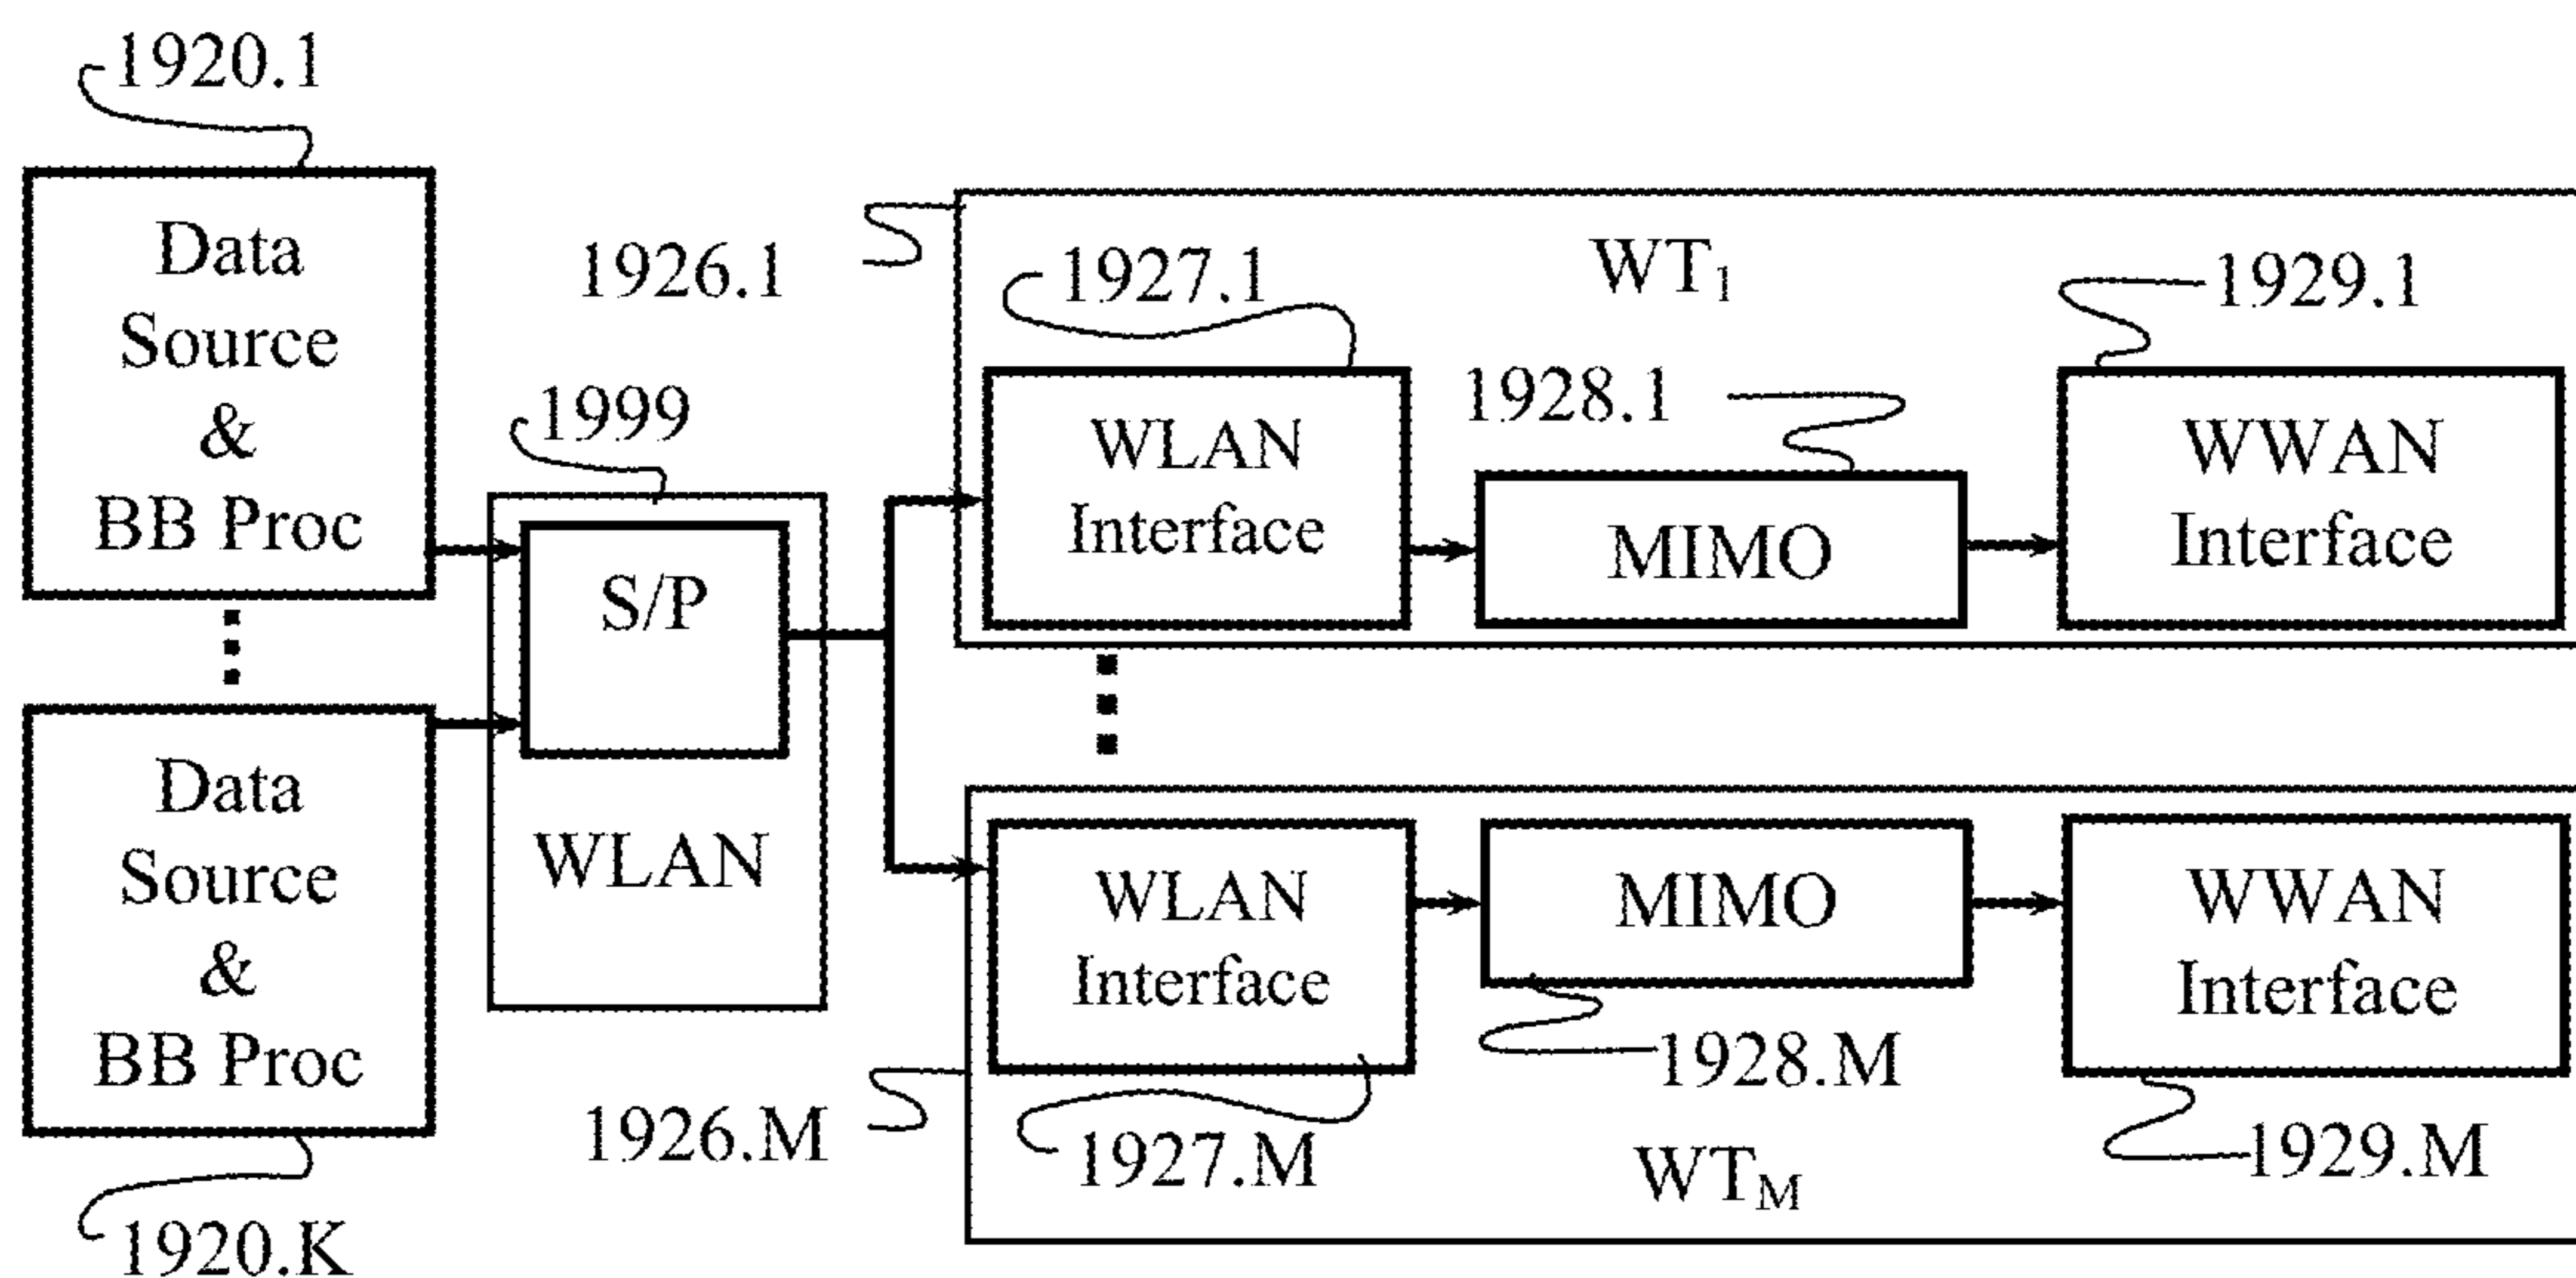 1920.1
Data
Source
&
BB Proc
1999
S/P
WLAN
Data
Source
&
BB Proc
1920.K
1926.1
WT1
1927.1
WLAN
Interface
1928.1
MIMO
1929.1
WWAN
Interface
WLAN
Interface
MIMO
WWAN
Interface
1926.M
1927.M
1928.M
WTM
1929.M